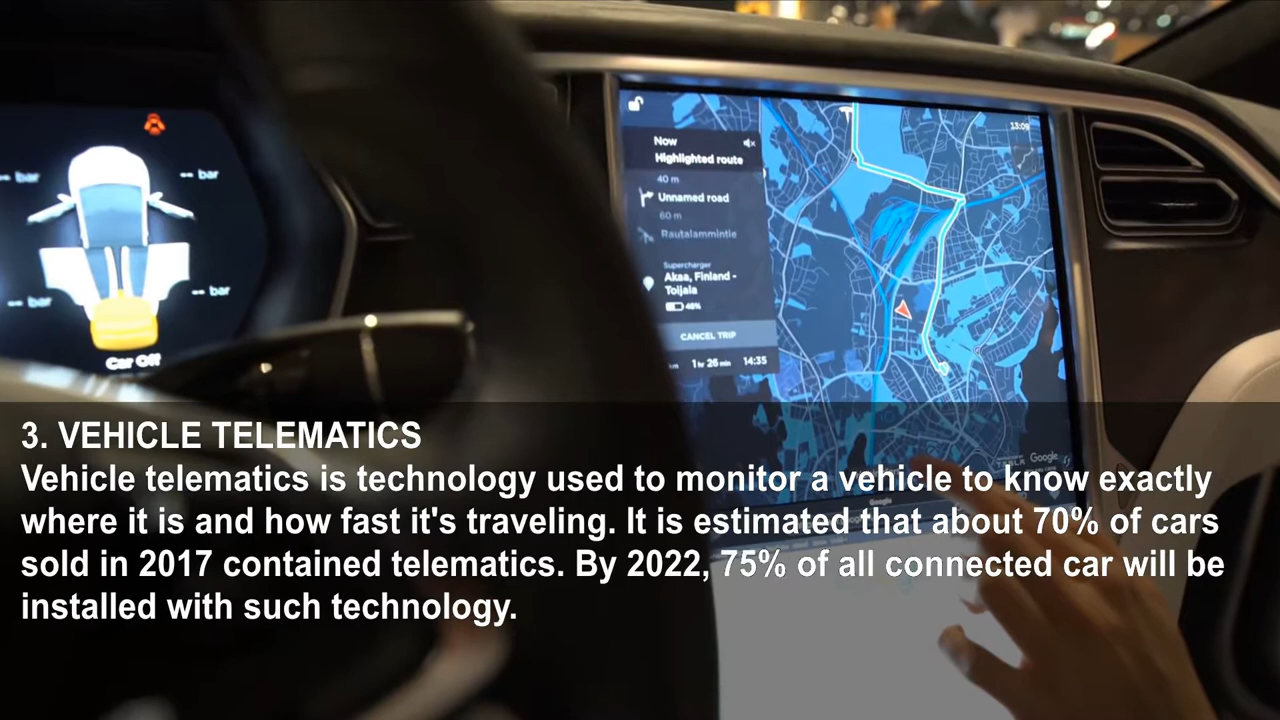 -- bar
-- bar
-- bar
-- bar
Car Off
13:09
Now
Highlighted route
40 m
Unnamed road
60 m
Rautalammintie
Supercharger
Akaa, Finland -
Toijala
46%
CANCEL TRIP
1 hr 26 min 14:35
Google
TESLA
3. VEHICLE TELEMATICS
Vehicle telematics is technology used to monitor a vehicle to know exactly
where it is and how fast it's traveling. It is estimated that about 70% of cars
sold in 2017 contained telematics. By 2022, 75% of all connected car will be
installed with such technology.